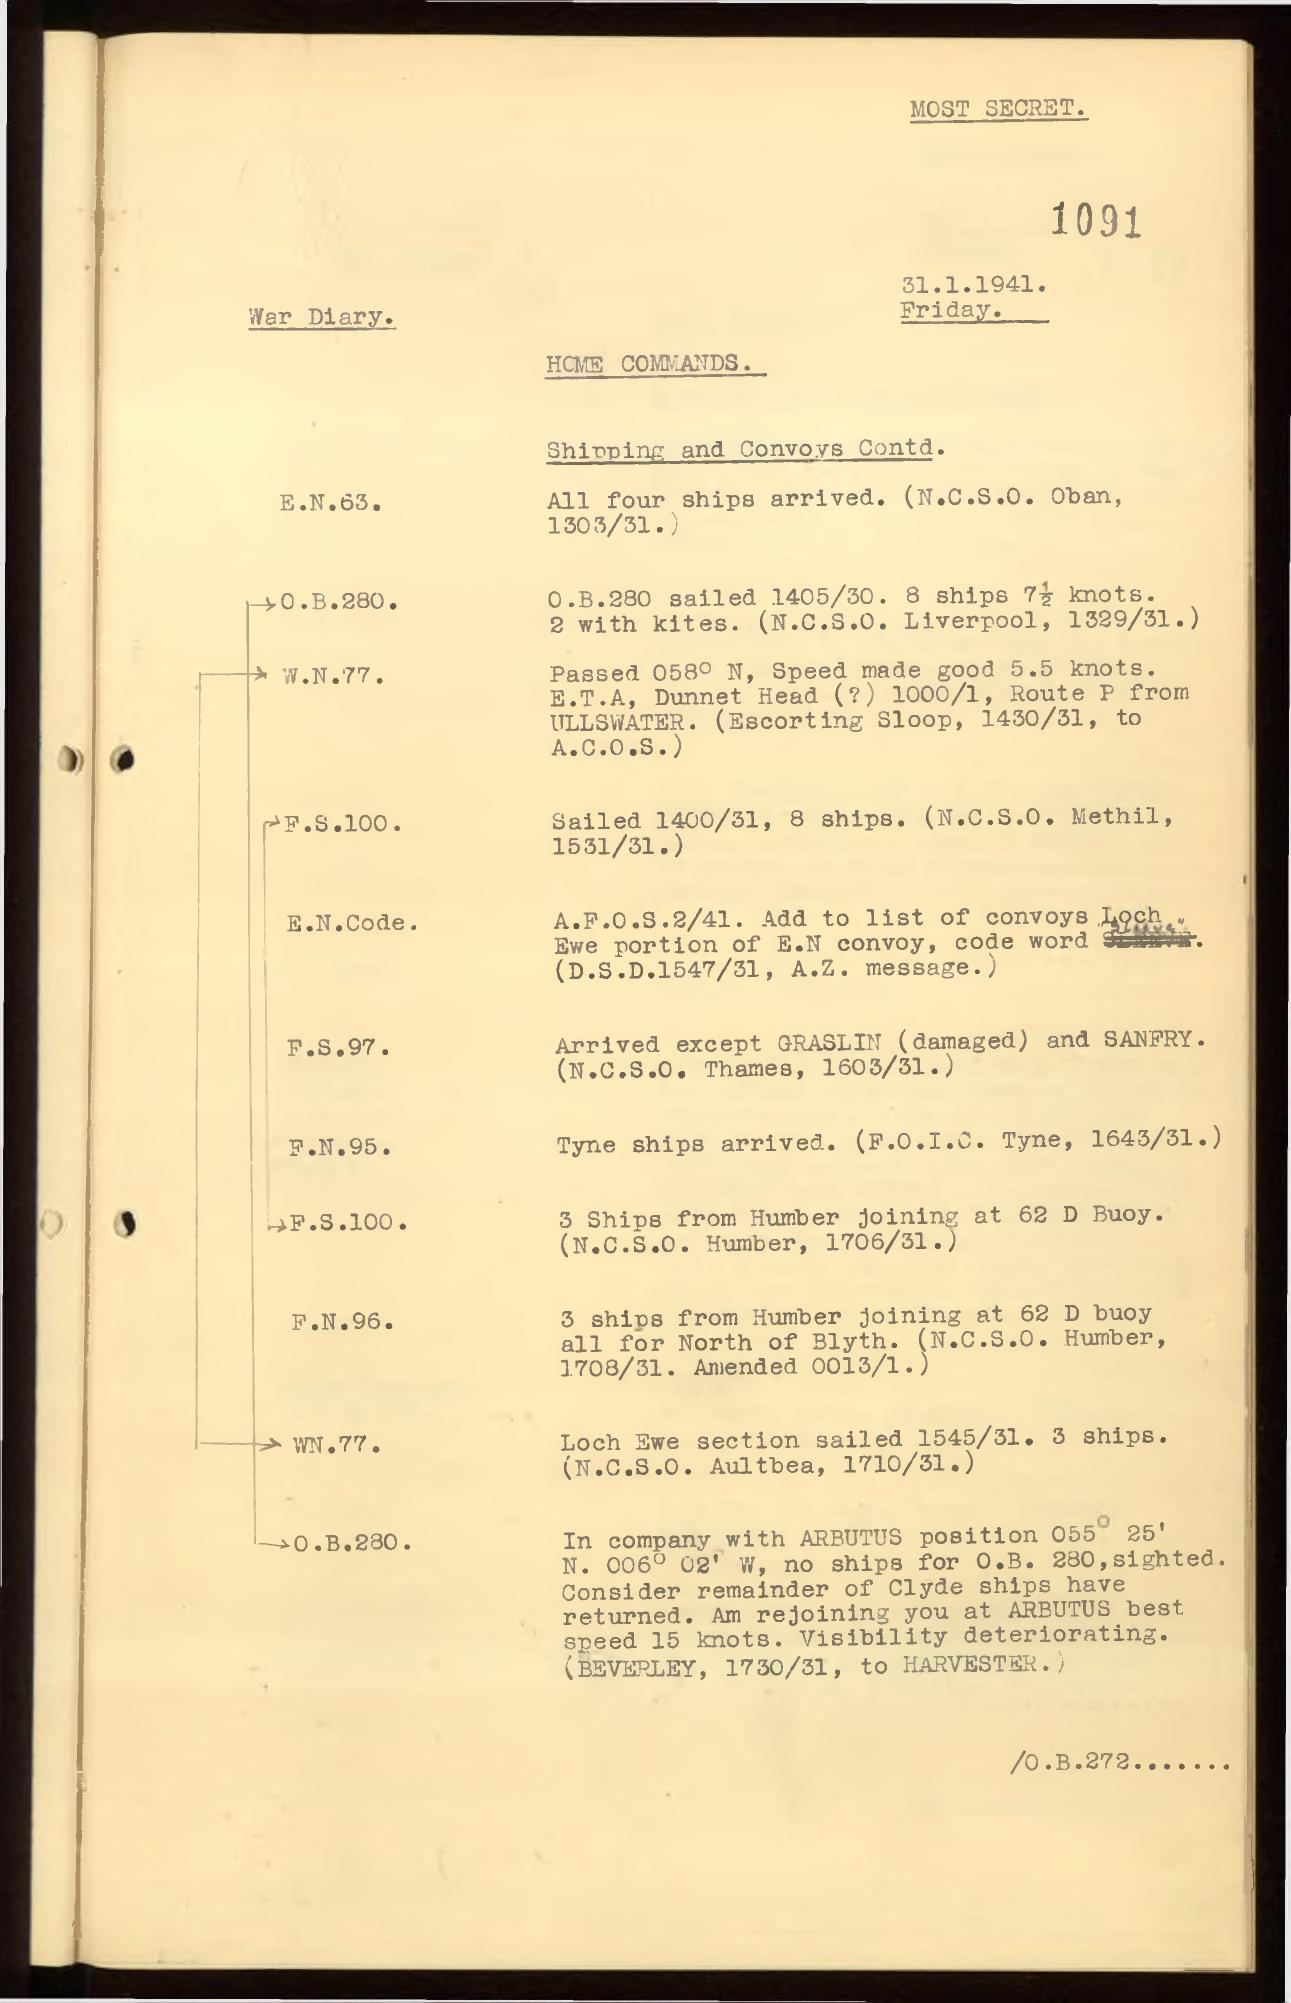 MOST SECRET.
1091
31.1.1941.
Friday.
War Diary.
HOME COMMANDS.
Shipping and Convoys Contd.
E.N.63.
All four ships arrived. (N.C.S.O. Oban,
1303/31.)
O.B.280.
O.B.280 sailed 1405/30. 8 ships 7½ knots.
2 with kites. (N.C.S.O. Liverpool, 1329/31.)
W.N.77.
Passed 058° N, Speed made good 5.5 knots.
E.T.A, Dunnet Head (?) 1000/1, Route P from
ULLSWATER. (Escorting Sloop, 1430/31, to
A.C.O.S.)
F.S.100.
Sailed 1400/31, 8 ships. (N.C.S.O. Methil,
1531/31.)
E.N.Code.
A.F.O.S.2/41. Add to list of convoys Loch
Ewe portion of E.N convoy, code word
(D.S.D.1547/31, A.Z. message.)
F.S.97.
Arrived except GRASLIN (damaged) and SANFRY.
(N.C.S.O. Thames, 1603/31.)
F.N.95.
Tyne ships arrived. (F.O.I.C. Tyne, 1643/31.)
F.S.100.
3 Ships from Humber joining at 62 D Buoy.
(N.C.S.O. Humber, 1706/31.)
F.N.96.
3 ships from Humber joining at 62 D buoy
all for North of Blyth. (N.C.S.O. Humber,
1708/31. Amended 0013/1.)
WN.77.
Loch Ewe section sailed 1545/31. 3 ships.
(N.C.S.O. Aultbea, 1710/31.)
O.B.280.
In company with ARBUTUS position 055° 25'
N. 006° 02' W, no ships for O.B. 280,sighted.
Consider remainder of Clyde ships have
returned. Am rejoining you at ARBUTUS best
speed 15 knots. Visibility deteriorating.
(BEVERLEY, 1730/31, to HARVESTER.)
/O.B.272.......